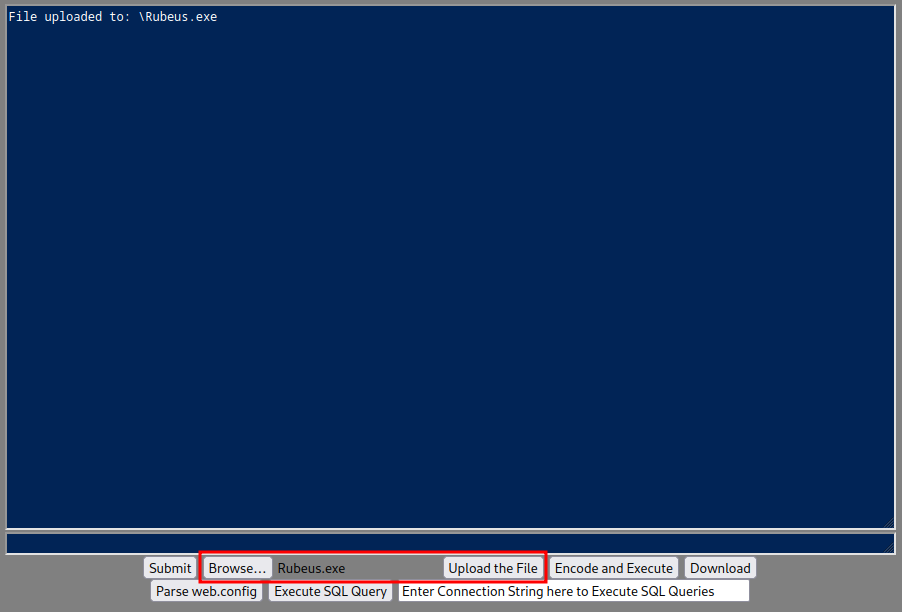 File uploaded to: \Rubeus.exe
Submit Browse... Rubeus.exe Upload the File Encode and Execute Download
Parse web.config Execute SQL Query Enter Connection String here to Execute SQL Queries